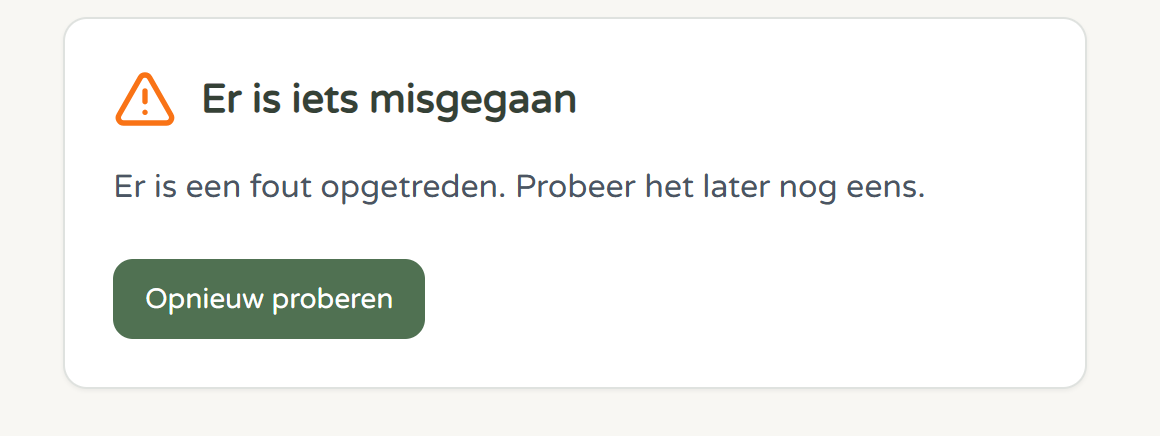 Er is iets misgegaan
Er is een fout opgetreden. Probeer het later nog eens.
Opnieuw proberen